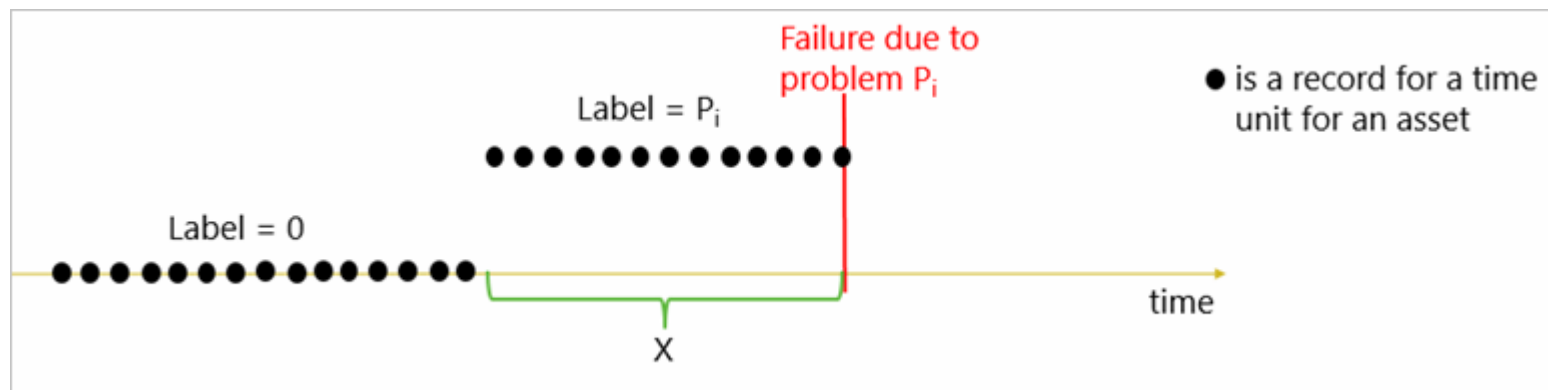 Failure due to
problem Pᵢ
● is a record for a time
unit for an asset
Label = Pᵢ
Label = 0
time
X